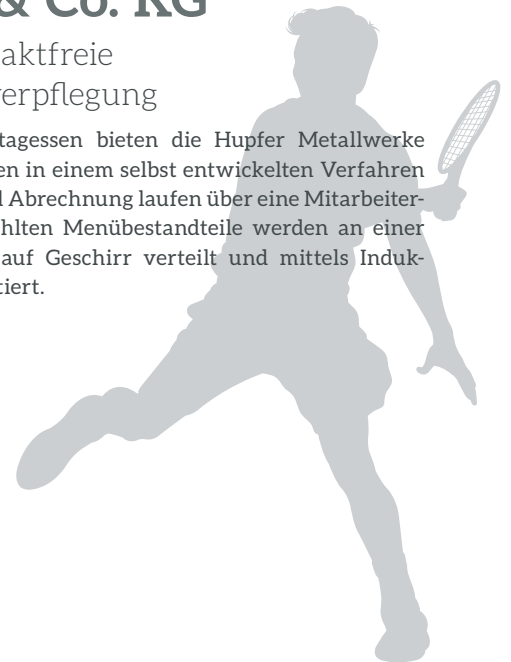 & Co. KG
aktfreie
verpflegung
tagessen bieten die Hupfer Metallwerke
en in einem selbst entwickelten Verfahren
d Abrechnung laufen über eine Mitarbeiter-
hlten Menübestandteile werden an einer
auf Geschirr verteilt und mittels Induk-
tiert.